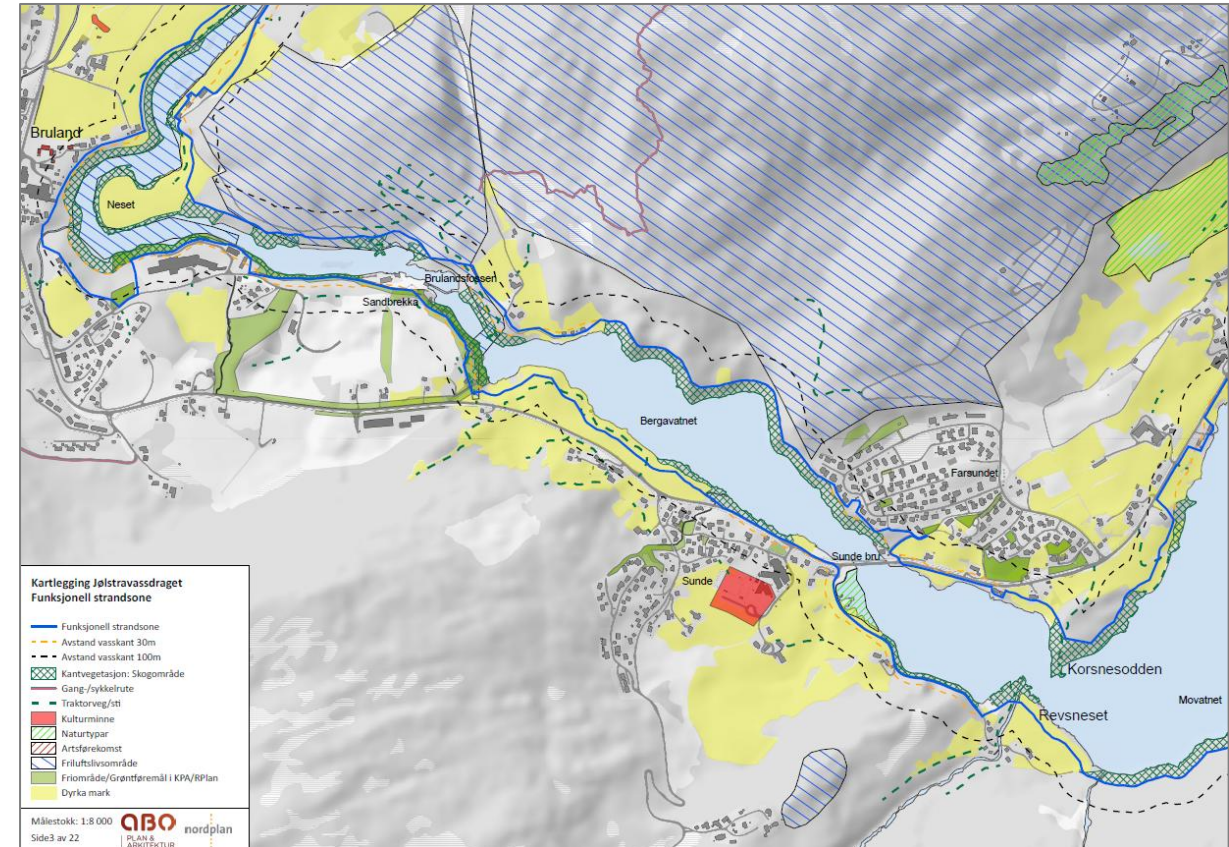 Bruland
Neset
Brulandsfossen
Sandbrekka
Bergavatnet
Farsundet
Sunde bru
Sunde
Korsnesodden
Movatnet
Revsneset
Kartlegging Jølstravassdraget
Funksjonell strandsone
Funksjonell strandsone
Avstand vasskant 30m
Avstand vasskant 100m
Kantvegetasjon: Skogområde
Gang-/sykkelrute
Traktorveg/sti
Kulturminne
Naturtypar
Artsførekomst
Friluftslivsområde
Friområde/Grøntføremål i KPA/RPlan
Dyrka mark
Målestokk: 1:8 000
Side3 av 22
ABO
PLAN &
ARKITEKTUR
nordplan